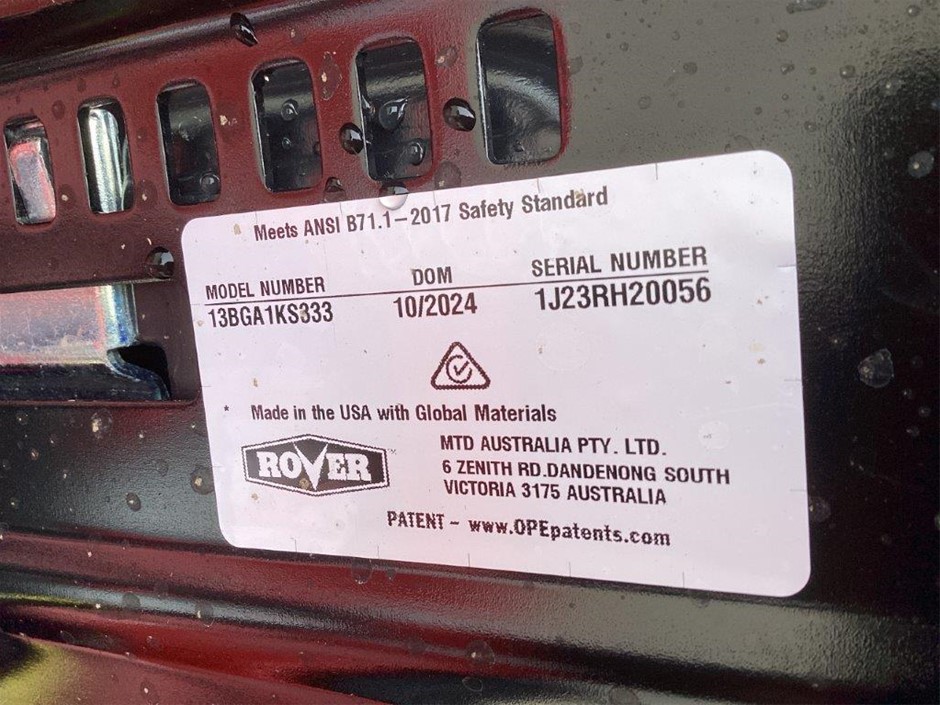 Meets ANSI B71.1-2017 Safety Standard
MODEL NUMBER DOM SERIAL NUMBER
13BGA1KS333 10/2024 1J23RH20056
* Made in the USA with Global Materials
ROVER™
MTD AUSTRALIA PTY. LTD.
6 ZENITH RD.DANDENONG SOUTH
VICTORIA 3175 AUSTRALIA
PATENT - www.OPEpatents.com